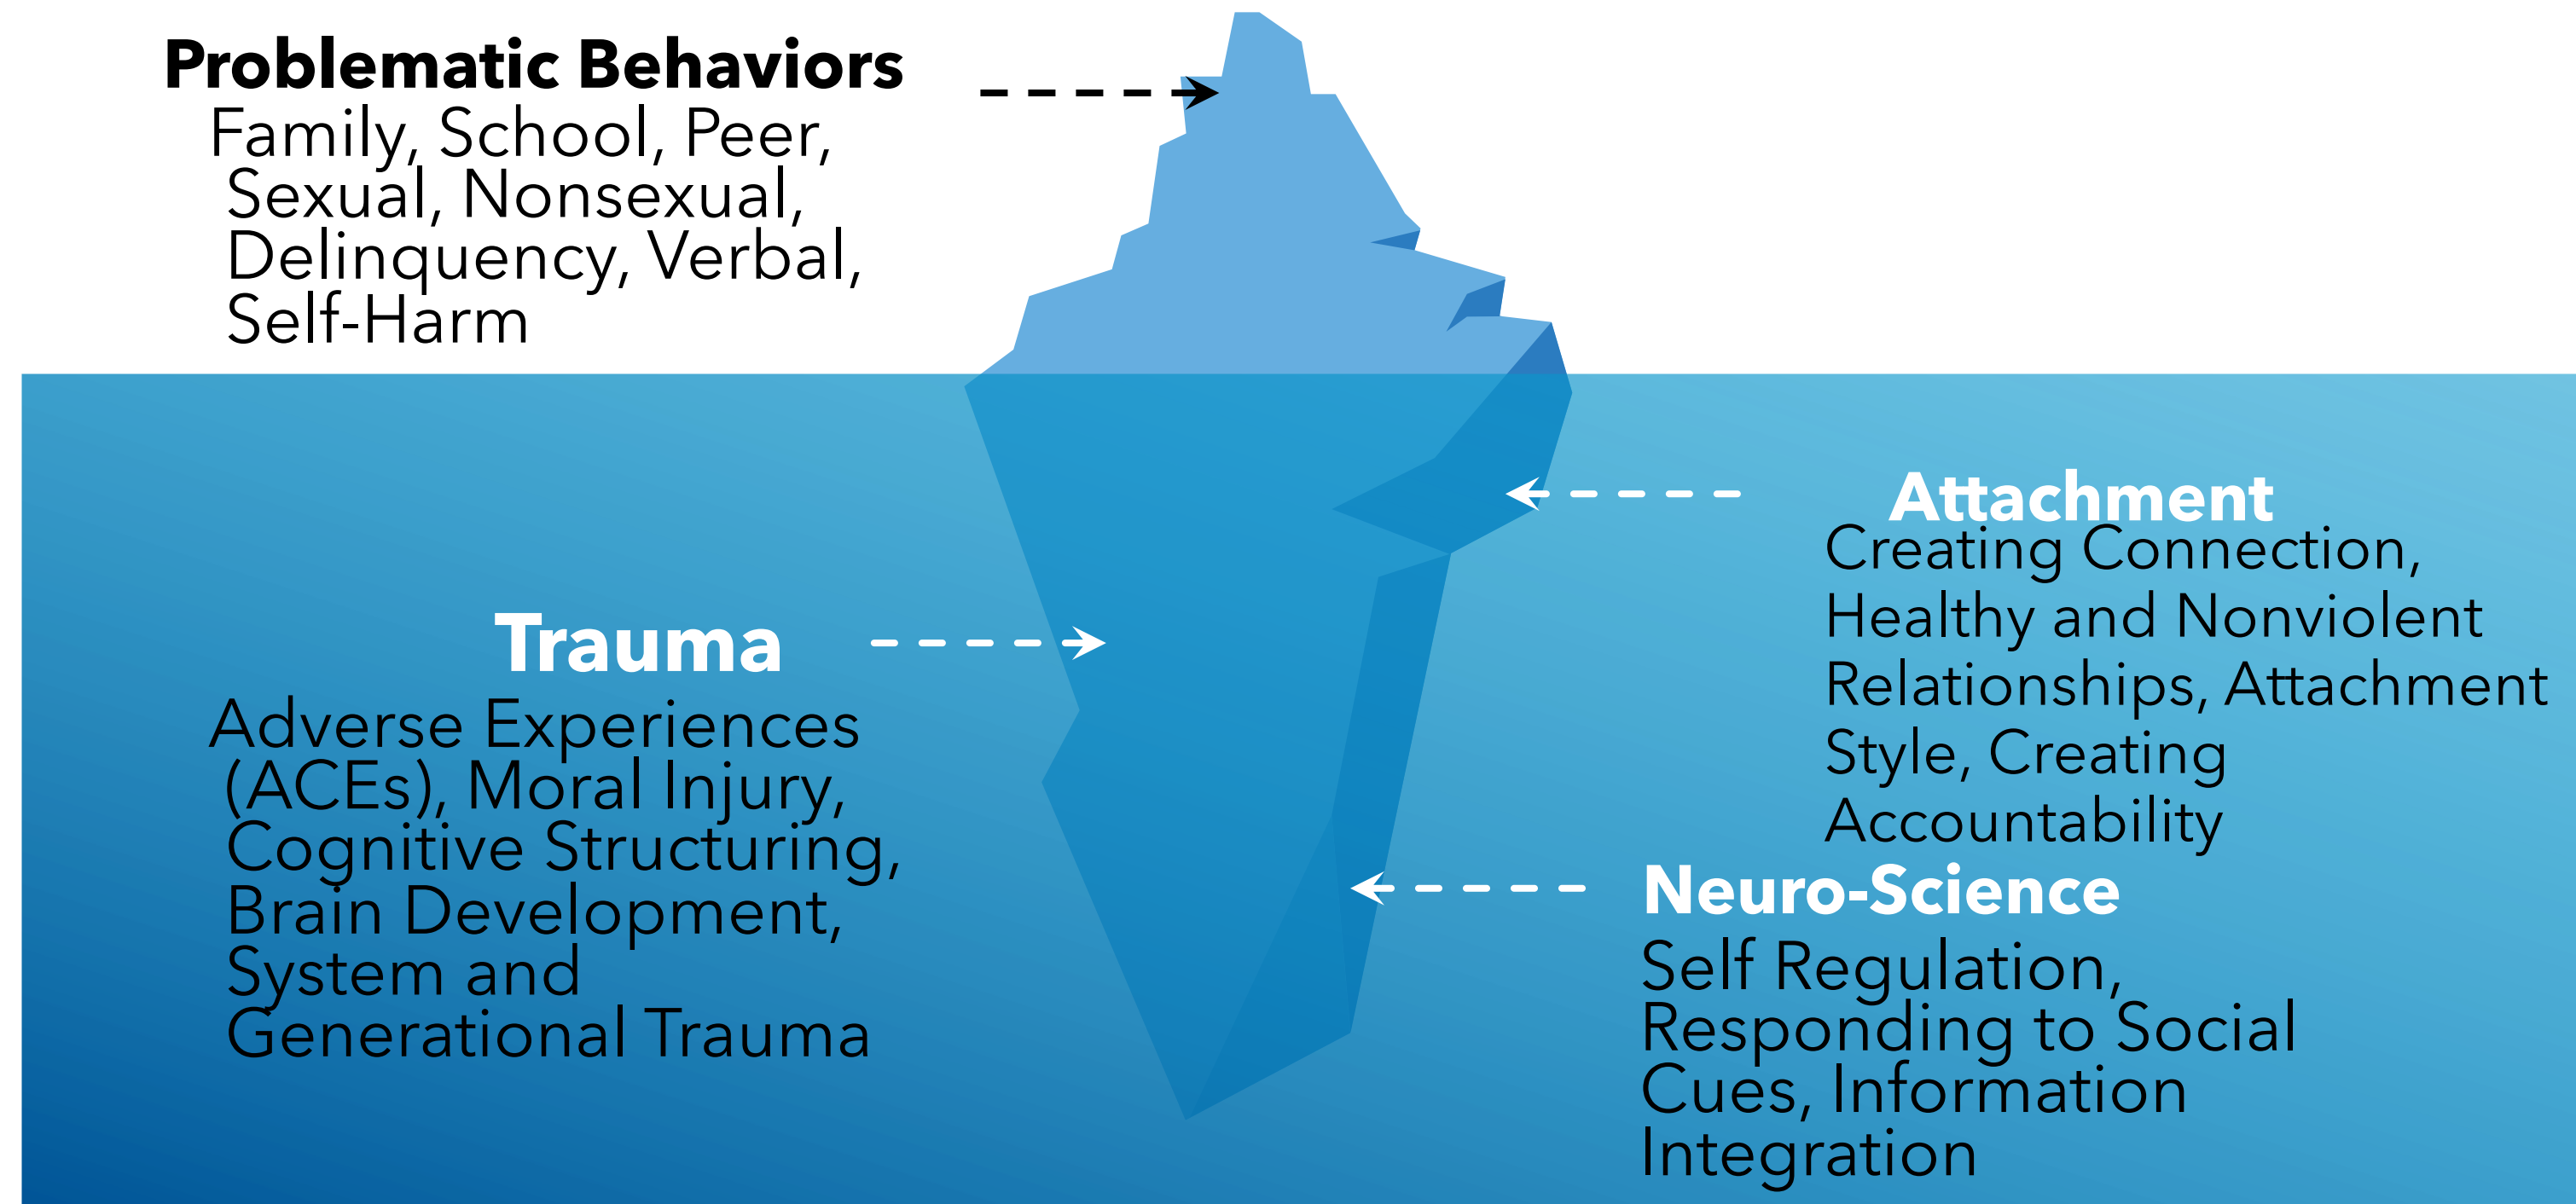 Problematic Behaviors
Family, School, Peer,
Sexual, Nonsexual,
Delinquency, Verbal,
Self-Harm
Attachment
Creating Connection,
Healthy and Nonviolent
Relationships, Attachment
Style, Creating
Accountability
Trauma
Adverse Experiences
(ACEs), Moral Injury,
Cognitive Structuring,
Brain Development,
System and
Generational Trauma
Neuro-Science
Self Regulation,
Responding to Social
Cues, Information
Integration